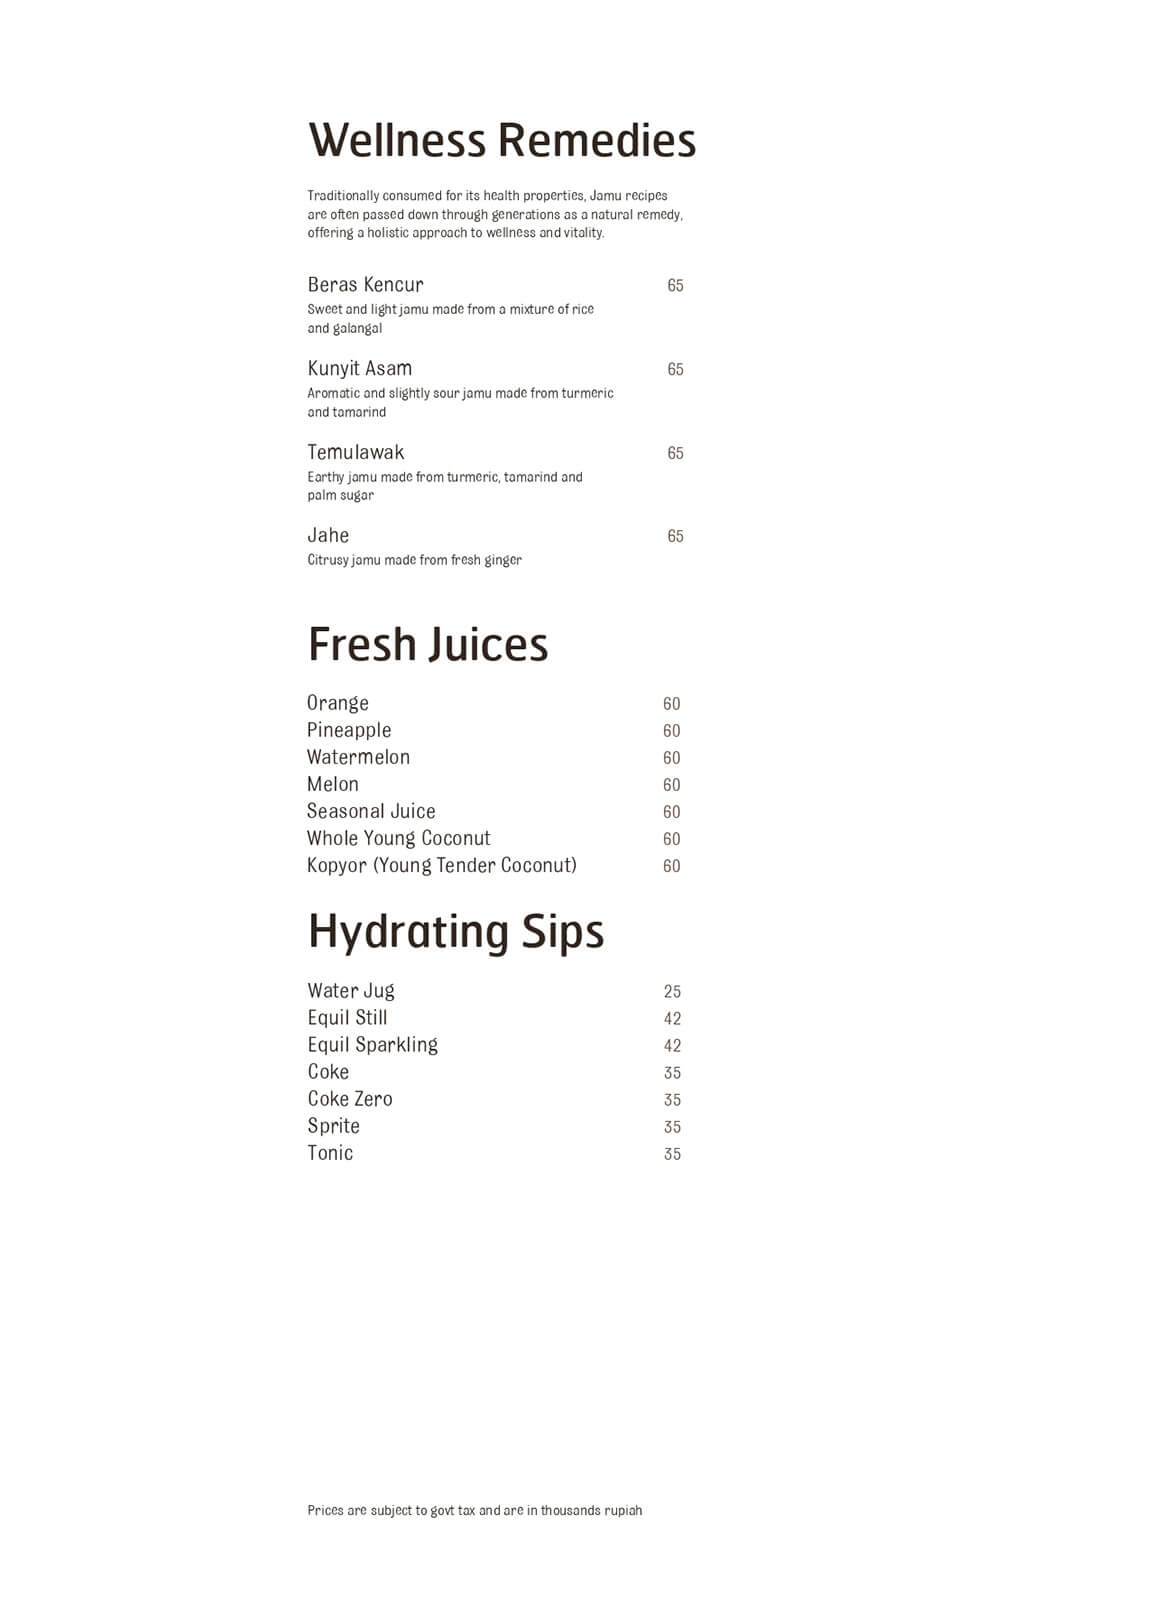 Wellness Remedies
Traditionally consumed for its health properties, Jamu recipes
are often passed down through generations as a natural remedy,
offering a holistic approach to wellness and vitality.
Beras Kencur 65
Sweet and light jamu made from a mixture of rice
and galangal
Kunyit Asam 65
Aromatic and slightly sour jamu made from turmeric
and tamarind
Temulawak 65
Earthy jamu made from turmeric, tamarind and
palm sugar
Jahe 65
Citrusy jamu made from fresh ginger
Fresh Juices
Orange 60
Pineapple 60
Watermelon 60
Melon 60
Seasonal Juice 60
Whole Young Coconut 60
Kopyor (Young Tender Coconut) 60
Hydrating Sips
Water Jug 25
Equil Still 42
Equil Sparkling 42
Coke 35
Coke Zero 35
Sprite 35
Tonic 35
Prices are subject to govt tax and are in thousands rupiah